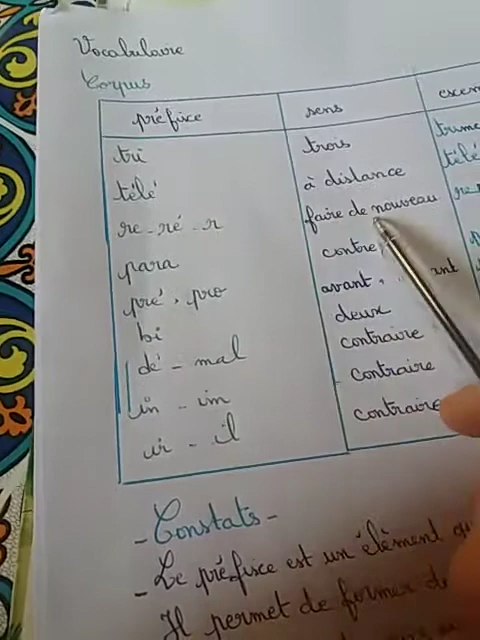 Vocabulaire
Corpus
préfixe sens
tri trois
télé à distance télé
re - ré - r faire de nouveau
para contre
pré, pro avant,
bi deux
dé - mal contraire
in - im contraire
ir - il contraire
- Constats -
- Le préfixe est un élément
Il permet de former